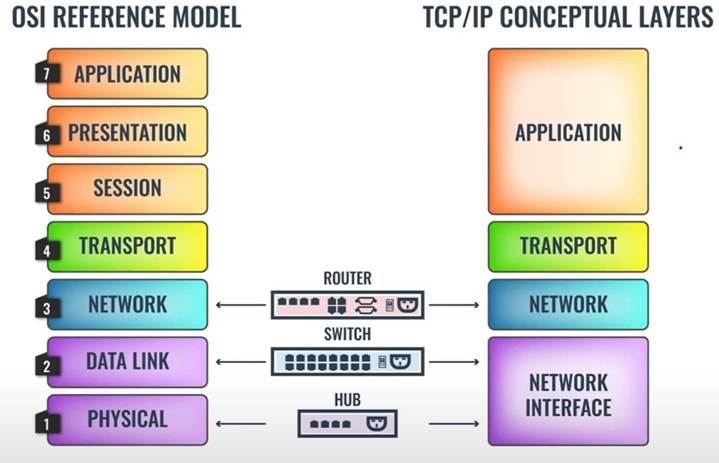 OSI REFERENCE MODEL
TCP/IP CONCEPTUAL LAYERS
7 APPLICATION
6 PRESENTATION
5 SESSION
4 TRANSPORT
3 NETWORK
2 DATA LINK
1 PHYSICAL
ROUTER
SWITCH
HUB
APPLICATION
TRANSPORT
NETWORK
NETWORK
INTERFACE